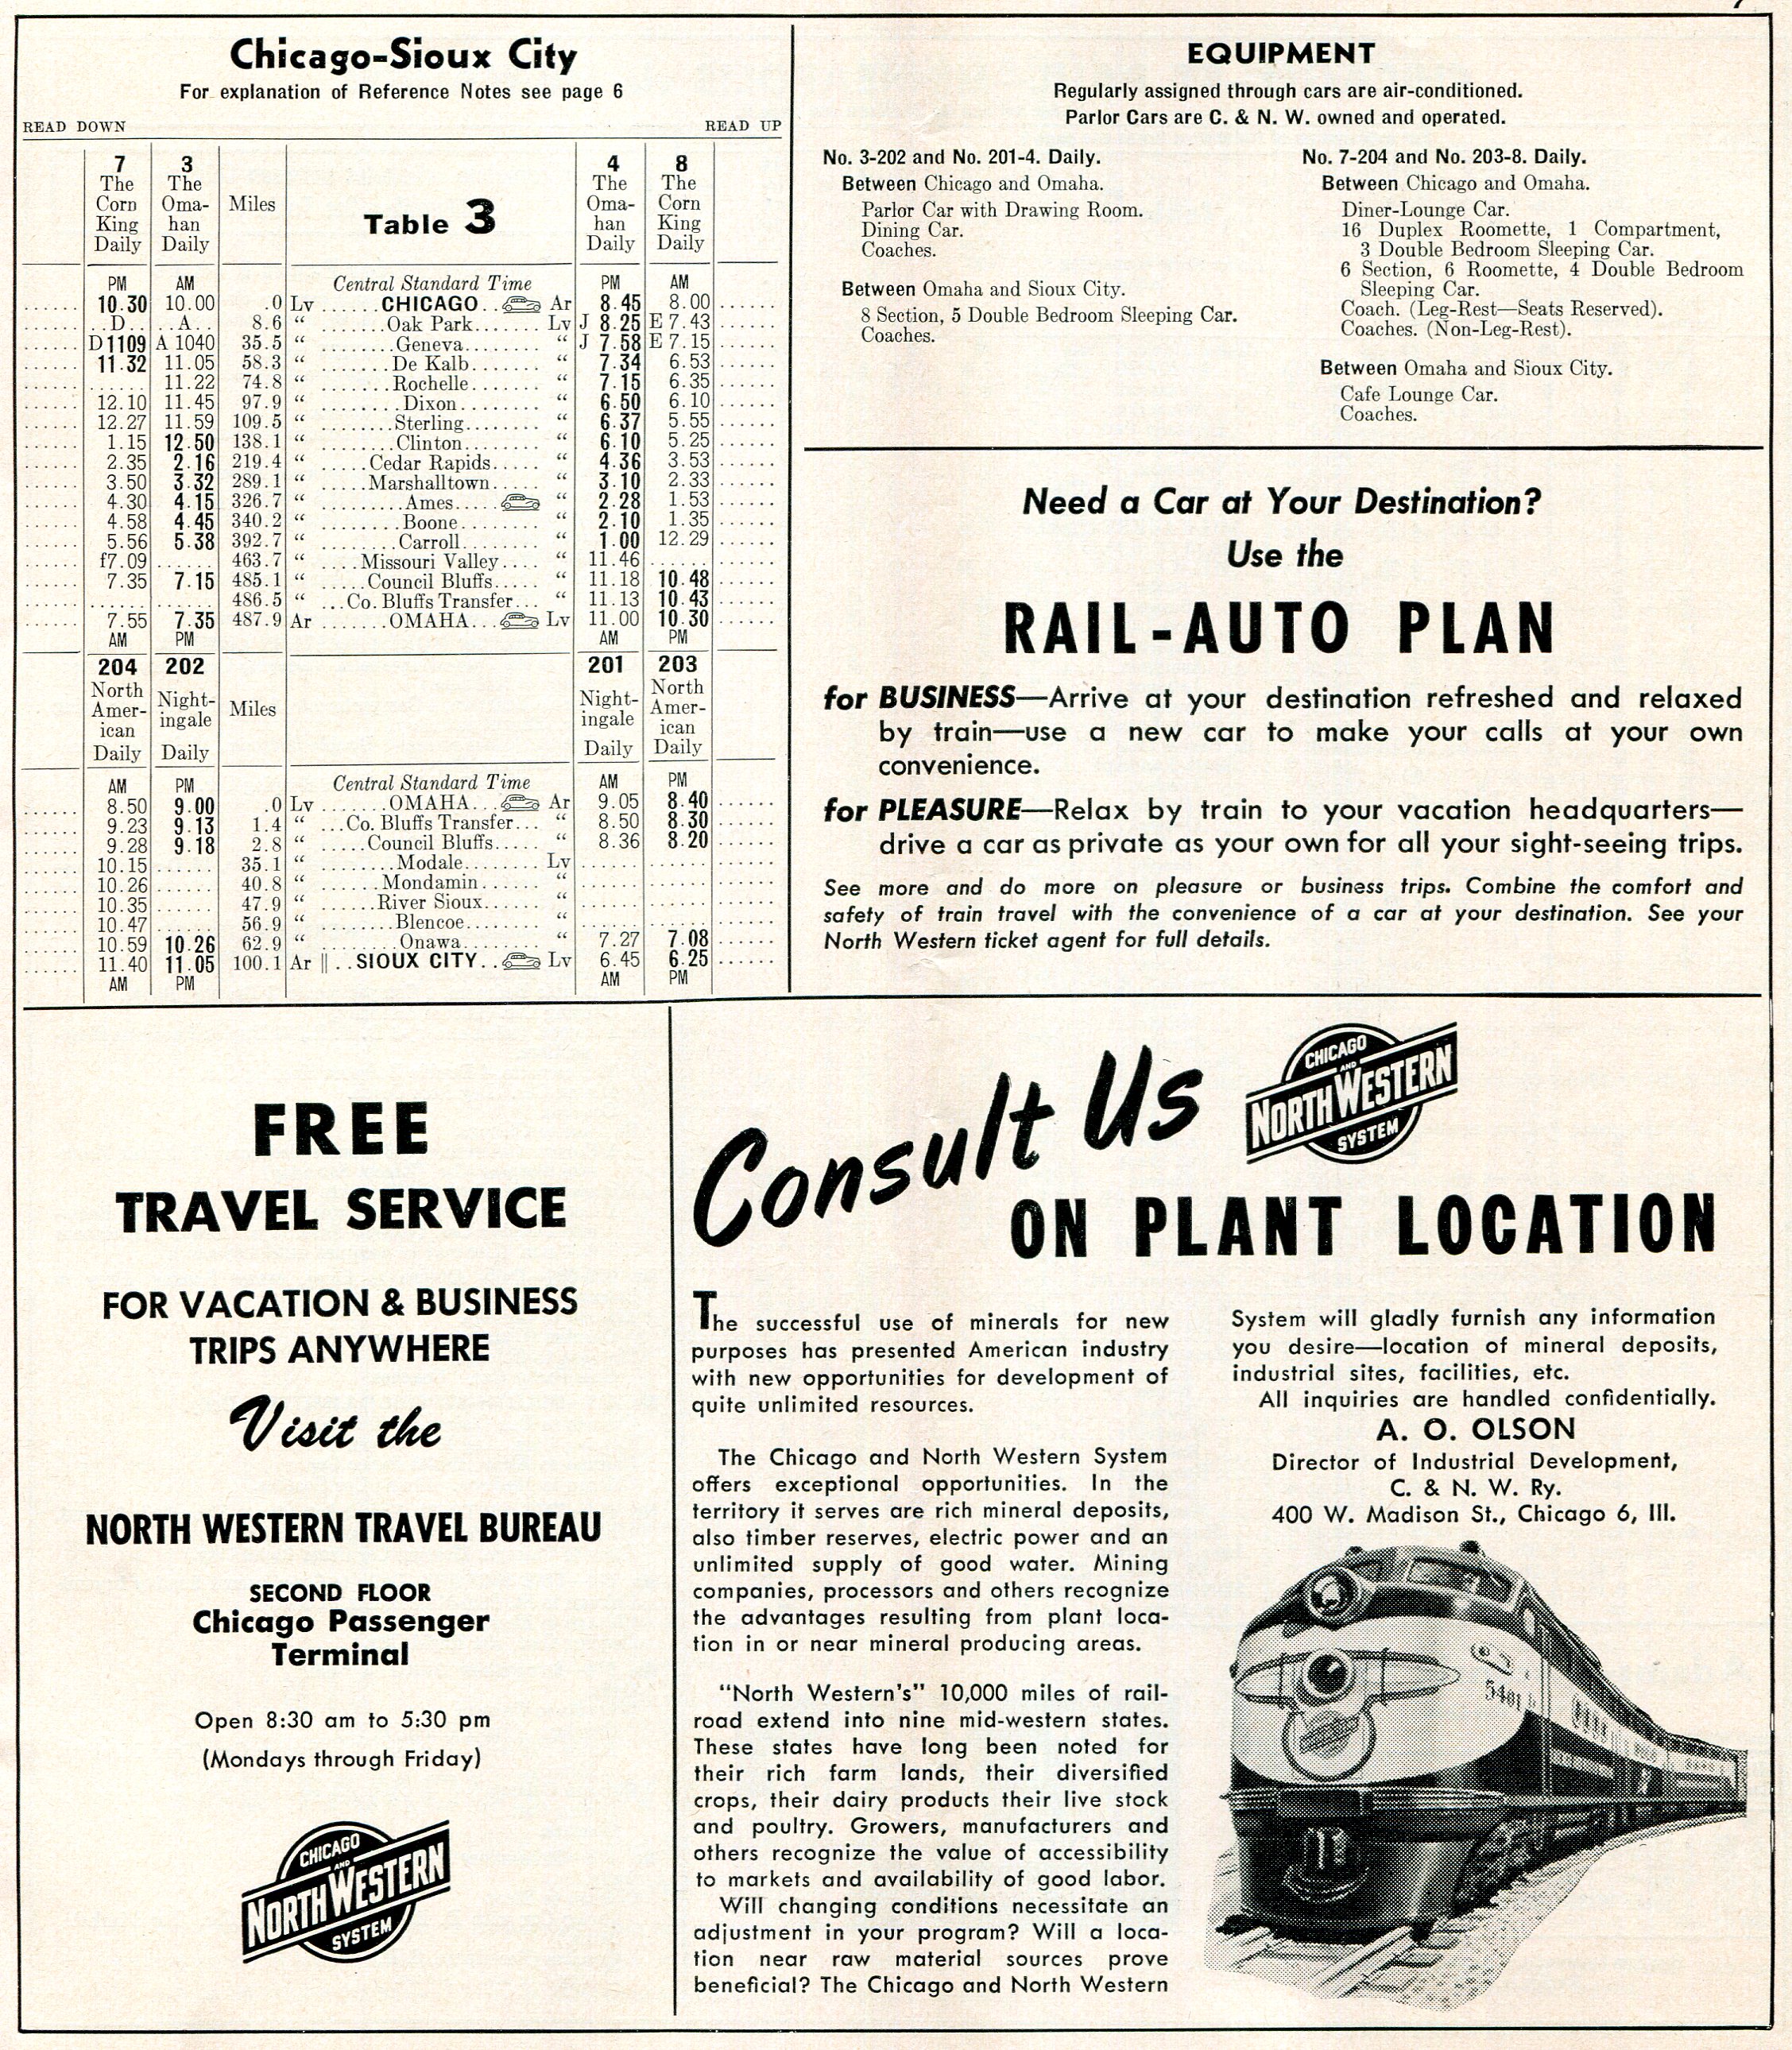 Chicago-Sioux City
For explanation of Reference Notes see page 6
READ DOWN READ UP
7 3 4 8
The The The The
Corn Oma- Miles Table 3 Oma- Corn
King han han King
Daily Daily Daily Daily
PM AM Central Standard Time PM AM
...... 10.30 10.00 .0 Lv ......CHICAGO.. Ar 8.45 8.00 ......
...... ..D.. ..A.. 8.6 “ ........Oak Park....... Lv J 8.25 E 7.43 ......
...... D 1109 A 1040 35.5 “ .........Geneva........ “ J 7.58 E 7.15 ......
...... 11.32 11.05 58.3 “ ........De Kalb....... “ 7.34 6.53 ......
...... ...... 11.22 74.8 “ ........Rochelle....... “ 7.15 6.35 ......
...... 12.10 11.45 97.9 “ .........Dixon........ “ 6.50 6.10 ......
...... 12.27 11.59 109.5 “ ........Sterling....... “ 6.37 5.55 ......
...... 1.15 12.50 138.1 “ ........Clinton........ “ 6.10 5.25 ......
...... 2.35 2.16 219.4 “ .....Cedar Rapids..... “ 4.36 3.53 ......
...... 3.50 3.32 289.1 “ .....Marshalltown..... “ 3.10 2.33 ......
...... 4.30 4.15 326.7 “ .........Ames..... “ 2.28 1.53 ......
...... 4.58 4.45 340.2 “ .........Boone........ “ 2.10 1.35 ......
...... 5.56 5.38 392.7 “ .........Carroll........ “ 1.00 12.29 ......
...... f7.09 ...... 463.7 “ ....Missouri Valley.... “ 11.46 ...... ......
...... 7.35 7.15 485.1 “ .....Council Bluffs..... “ 11.18 10.48 ......
...... ...... ...... 486.5 “ ...Co. Bluffs Transfer... “ 11.13 10.43 ......
...... 7.55 7.35 487.9 Ar .......OMAHA... Lv 11.00 10.30 ......
AM PM AM PM
204 202 201 203
North Night- Miles Night- North
Amer- ingale ingale Amer-
ican ican
Daily Daily Daily Daily
AM PM Central Standard Time AM PM
...... 8.50 9.00 .0 Lv .......OMAHA... Ar 9.05 8.40 ......
...... 9.23 9.13 1.4 “ ...Co. Bluffs Transfer... “ 8.50 8.30 ......
...... 9.28 9.18 2.8 “ .....Council Bluffs..... “ 8.36 8.20 ......
...... 10.15 ...... 35.1 “ ........Modale........ Lv ...... ...... ......
...... 10.26 ...... 40.8 “ .......Mondamin...... “ ...... ...... ......
...... 10.35 ...... 47.9 “ .......River Sioux...... “ ...... ...... ......
...... 10.47 ...... 56.9 “ ........Blencoe....... “ ...... ...... ......
...... 10.59 10.26 62.9 “ .........Onawa........ “ 7.27 7.08 ......
...... 11.40 11.05 100.1 Ar || ..SIOUX CITY.. Lv 6.45 6.25 ......
AM PM AM PM
EQUIPMENT
Regularly assigned through cars are air-conditioned.
Parlor Cars are C. & N. W. owned and operated.
No. 3-202 and No. 201-4. Daily.
Between Chicago and Omaha.
Parlor Car with Drawing Room.
Dining Car.
Coaches.
Between Omaha and Sioux City.
8 Section, 5 Double Bedroom Sleeping Car.
Coaches.
No. 7-204 and No. 203-8. Daily.
Between Chicago and Omaha.
Diner-Lounge Car.
16 Duplex Roomette, 1 Compartment,
3 Double Bedroom Sleeping Car.
6 Section, 6 Roomette, 4 Double Bedroom
Sleeping Car.
Coach. (Leg-Rest—Seats Reserved).
Coaches. (Non-Leg-Rest).
Between Omaha and Sioux City.
Cafe Lounge Car.
Coaches.
Need a Car at Your Destination?
Use the
RAIL-AUTO PLAN
for BUSINESS—Arrive at your destination refreshed and relaxed
by train—use a new car to make your calls at your own
convenience.
for PLEASURE—Relax by train to your vacation headquarters—
drive a car as private as your own for all your sight-seeing trips.
See more and do more on pleasure or business trips. Combine the comfort and
safety of train travel with the convenience of a car at your destination. See your
North Western ticket agent for full details.
FREE
TRAVEL SERVICE
FOR VACATION & BUSINESS
TRIPS ANYWHERE
Visit the
NORTH WESTERN TRAVEL BUREAU
SECOND FLOOR
Chicago Passenger
Terminal
Open 8:30 am to 5:30 pm
(Mondays through Friday)
CHICAGO
AND
NORTH WESTERN
SYSTEM
Consult Us
CHICAGO
AND
NORTH WESTERN
SYSTEM
ON PLANT LOCATION
The successful use of minerals for new
purposes has presented American industry
with new opportunities for development of
quite unlimited resources.
The Chicago and North Western System
offers exceptional opportunities. In the
territory it serves are rich mineral deposits,
also timber reserves, electric power and an
unlimited supply of good water. Mining
companies, processors and others recognize
the advantages resulting from plant loca-
tion in or near mineral producing areas.
“North Western’s” 10,000 miles of rail-
road extend into nine mid-western states.
These states have long been noted for
their rich farm lands, their diversified
crops, their dairy products their live stock
and poultry. Growers, manufacturers and
others recognize the value of accessibility
to markets and availability of good labor.
Will changing conditions necessitate an
adjustment in your program? Will a loca-
tion near raw material sources prove
beneficial? The Chicago and North Western
System will gladly furnish any information
you desire—location of mineral deposits,
industrial sites, facilities, etc.
All inquiries are handled confidentially.
A. O. OLSON
Director of Industrial Development,
C. & N. W. Ry.
400 W. Madison St., Chicago 6, Ill.
5401